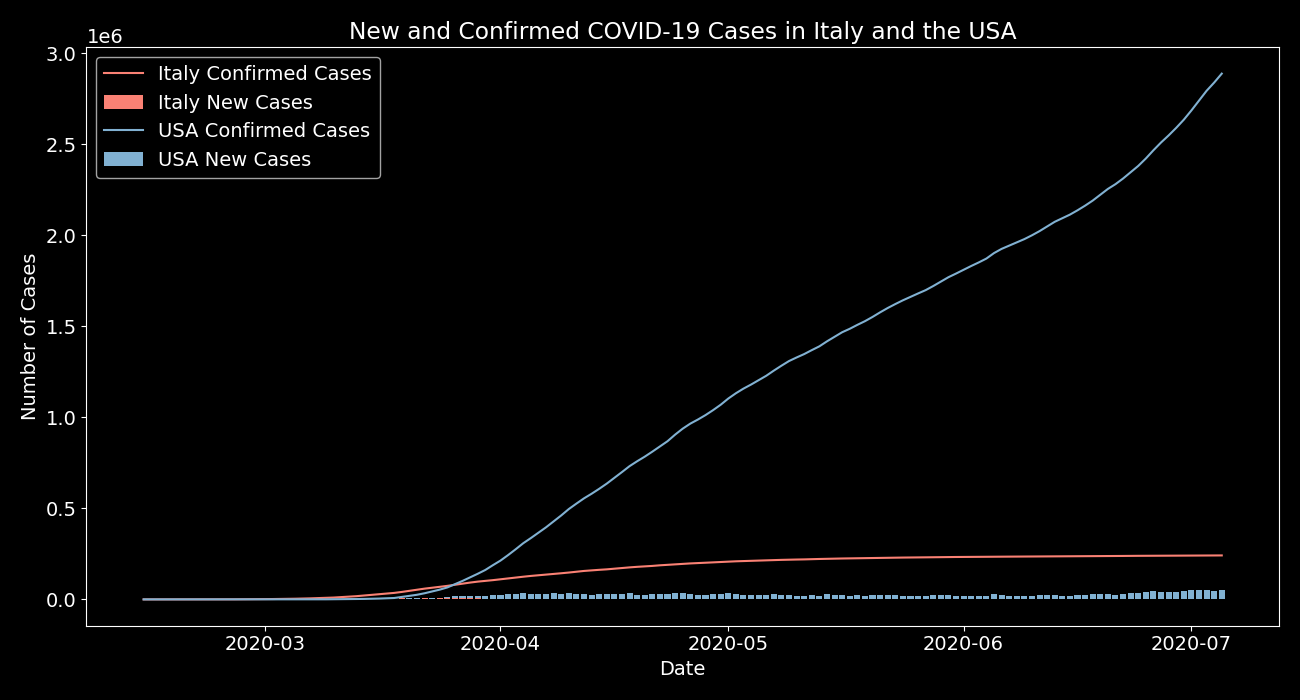 New and Confirmed COVID-19 Cases in Italy and the USA
1e6
3.0
2.5
2.0
1.5
1.0
0.5
0.0
Number of Cases
Italy Confirmed Cases
Italy New Cases
USA Confirmed Cases
USA New Cases
2020-03
2020-04
2020-05
2020-06
2020-07
Date